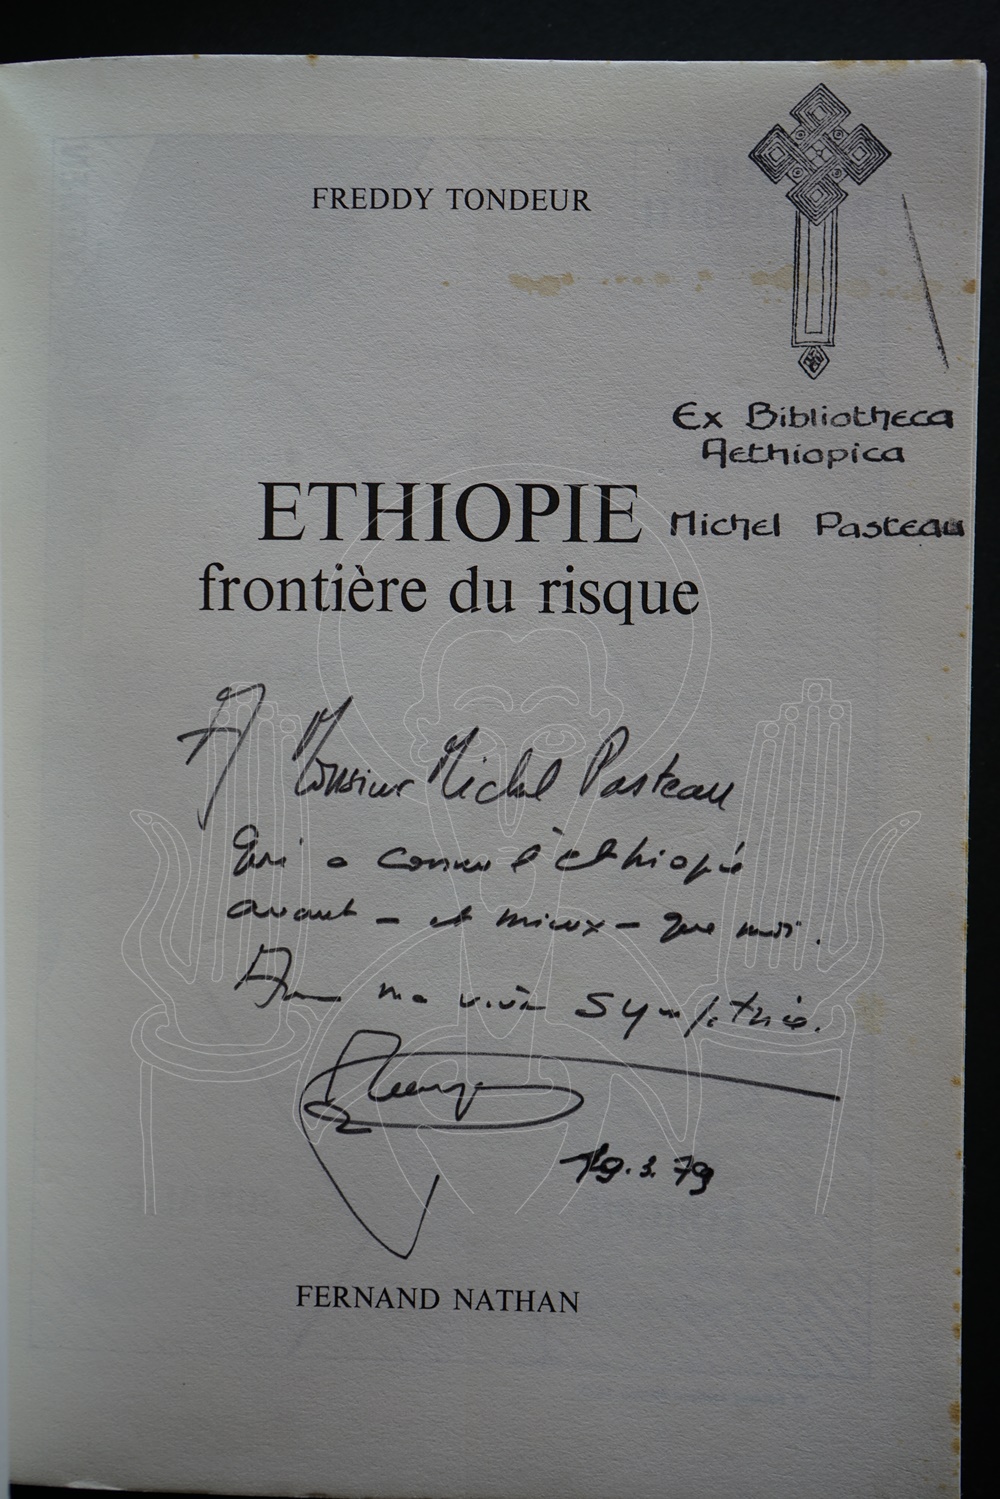 FREDDY TONDEUR
Ex Bibliotheca
Aethiopica
Michel Pasteau
ETHIOPIE
frontière du risque
A Monsieur Michel Pasteau
qui a connu l'éthiopie
avant - et mieux - que moi.
Avec ma vive sympathie.
19.3.79
FERNAND NATHAN